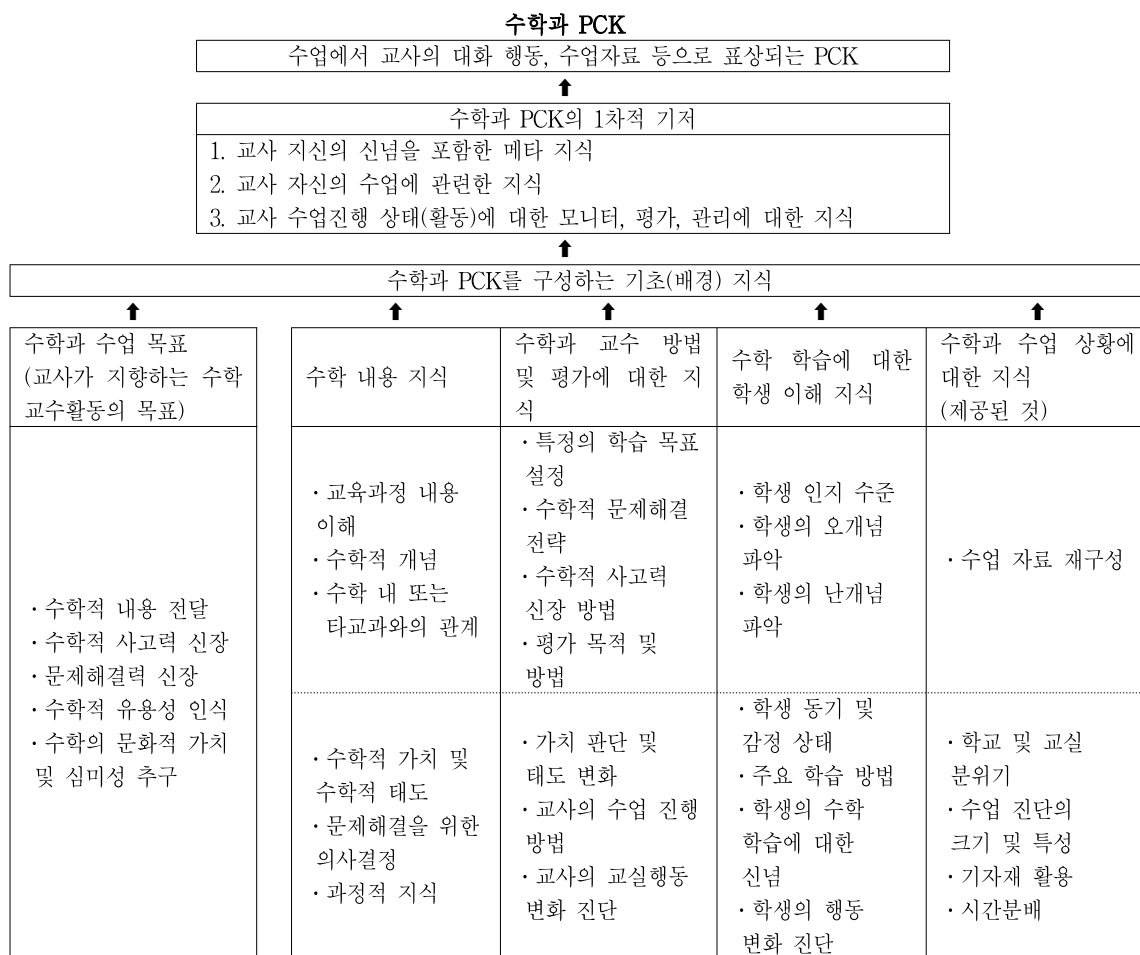 수학과 PCK
수업에서 교사의 대화 행동, 수업자료 등으로 표상되는 PCK
수학과 PCK의 1차적 기저
1. 교사 지신의 신념을 포함한 메타 지식
2. 교사 자신의 수업에 관련한 지식
3. 교사 수업진행 상태(활동)에 대한 모니터, 평가, 관리에 대한 지식
수학과 PCK를 구성하는 기초(배경) 지식
수학과 수업 목표
(교사가 지향하는 수학
교수활동의 목표)
수학 내용 지식
수학과 교수 방법
및 평가에 대한 지
식
수학 학습에 대한
학생 이해 지식
수학과 수업 상황에
대한 지식
(제공된 것)
· 수학적 내용 전달
· 수학적 사고력 신장
· 문제해결력 신장
· 수학적 유용성 인식
· 수학의 문화적 가치
및 심미성 추구
· 교육과정 내용
이해
· 수학적 개념
· 수학 내 또는
타교과와의 관계
· 특정의 학습 목표
설정
· 수학적 문제해결
전략
· 수학적 사고력
신장 방법
· 평가 목적 및
방법
· 학생 인지 수준
· 학생의 오개념
파악
· 학생의 난개념
파악
· 수업 자료 재구성
· 수학적 가치 및
수학적 태도
· 문제해결을 위한
의사결정
· 과정적 지식
· 가치 판단 및
태도 변화
· 교사의 수업 진행
방법
· 교사의 교실행동
변화 진단
· 학생 동기 및
감정 상태
· 주요 학습 방법
· 학생의 수학
학습에 대한
신념
· 학생의 행동
변화 진단
· 학교 및 교실
분위기
· 수업 진단의
크기 및 특성
· 기자재 활용
· 시간분배